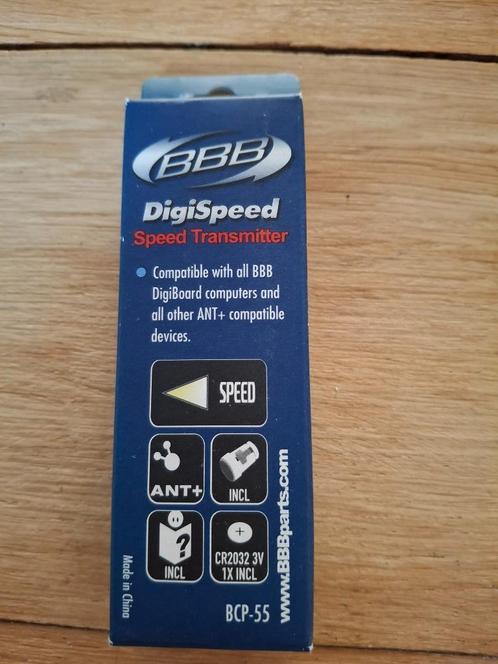 BBB
DigiSpeed
Speed Transmitter
Compatible with all BBB
DigiBoard computers and
all other ANT+ compatible
devices.
SPEED
ANT+
INCL
?
INCL
CR2032 3V
1X INCL
Made in China
BCP-55
www.BBBparts.com